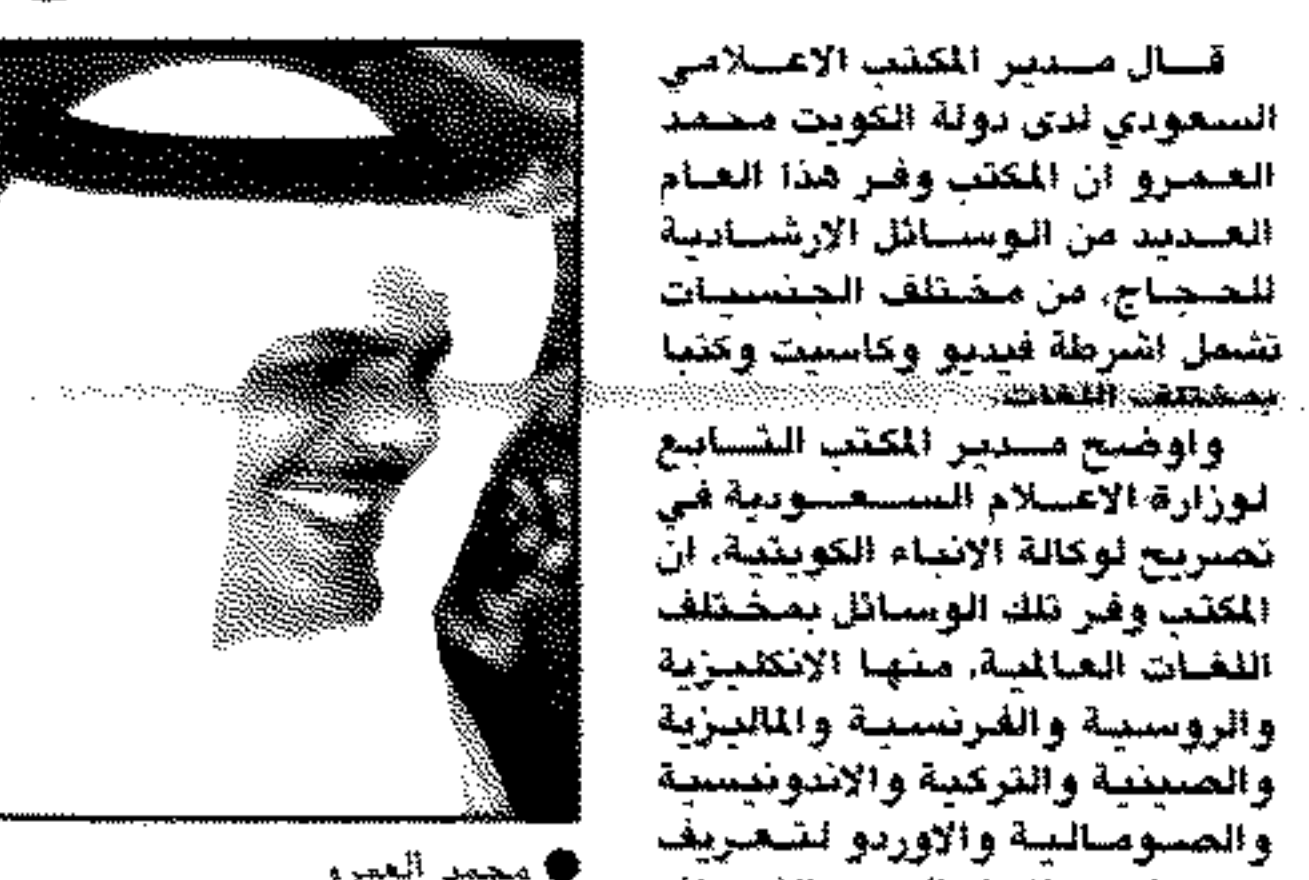 قال مدير المكتب الاعلامي
السعودي لدى دولة الكويت محمد
العمرو ان المكتب وفر هذا العام
العديد من الوسائل الارشادية
للحجاج، من مختلف الجنسيات
تشمل اشرطة فيديو وكاسيت وكتبا
بمختلف اللغات.
واوضح مدير المكتب التابع
لوزارة الاعلام السعودية في
تصريح لوكالة الانباء الكويتية، ان
المكتب وفر تلك الوسائل بمختلف
اللغات العالمية، منها الانكليزية
والروسية والفرنسية والماليزية
والصينية والتركية والاندونيسية
والصومالية والاوردو لتعريف
● محمد العمرو